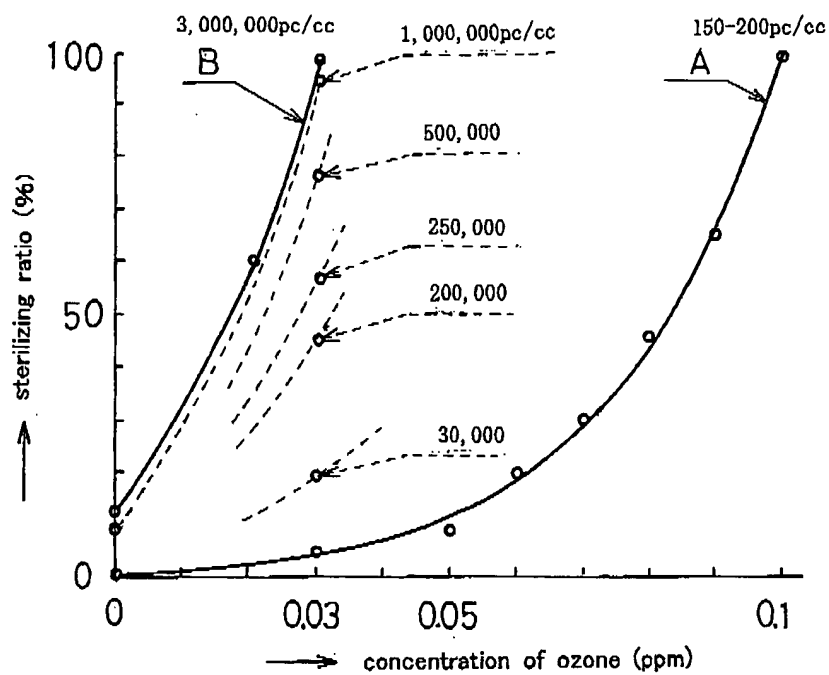 3,000,000pc/cc
1,000,000pc/cc
150-200pc/cc
100
B
A
500,000
250,000
200,000
50
30,000
sterilizing ratio (%)
0
0
0.03
0.05
0.1
concentration of ozone (ppm)